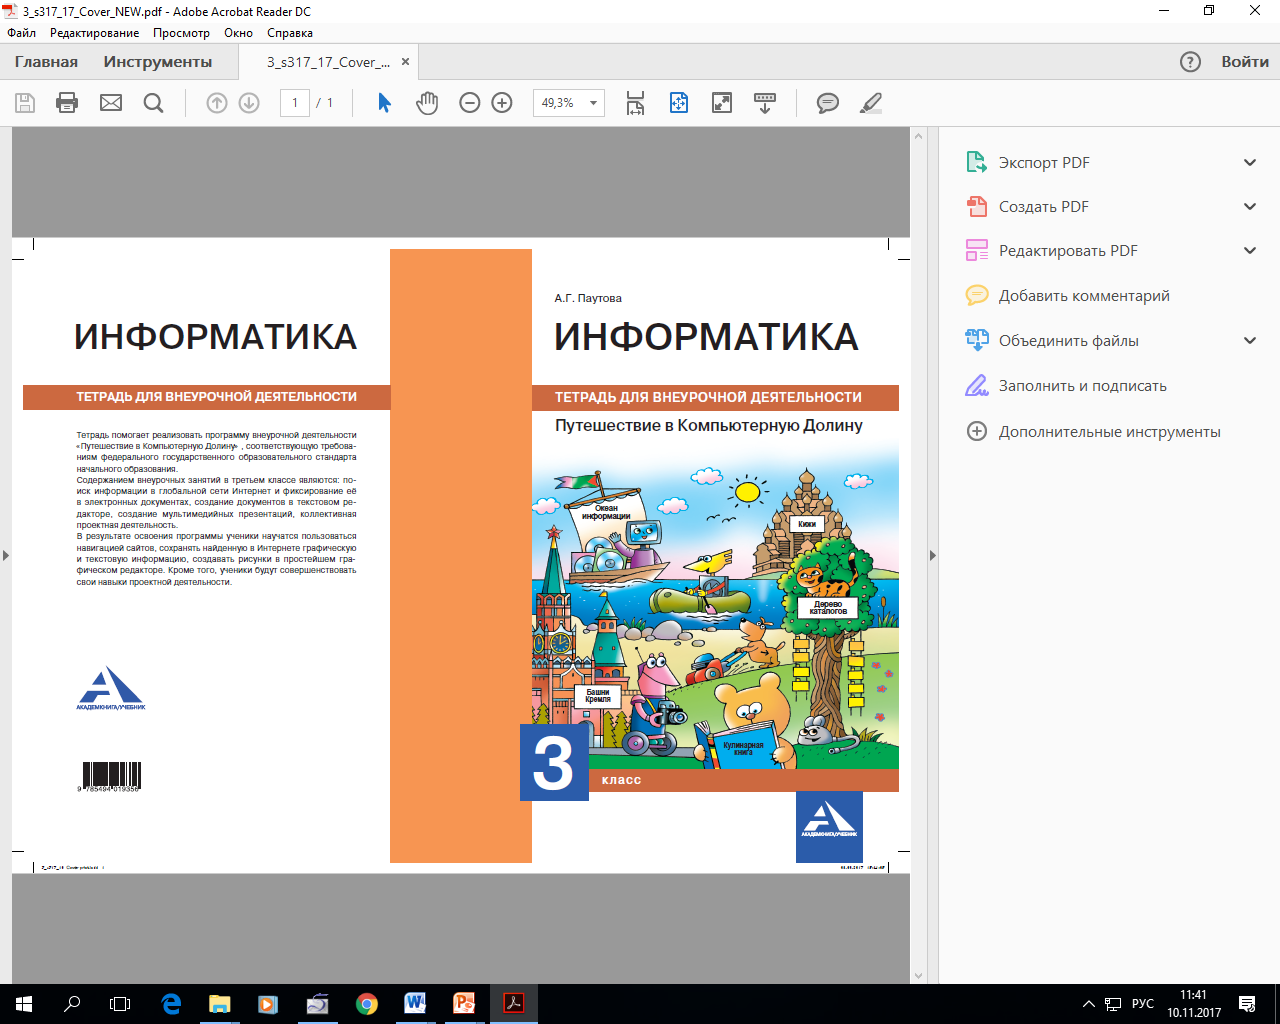 3_s317_17_Cover_NEW.pdf - Adobe Acrobat Reader DC
Файл Редактирование Просмотр Окно Справка
Главная Инструменты 3_s317_17_Cover_... × ? Войти
1 / 1 49,3%
Экспорт PDF
Создать PDF
Редактировать PDF
Добавить комментарий
Объединить файлы
Заполнить и подписать
Дополнительные инструменты
ИНФОРМАТИКА
ТЕТРАДЬ ДЛЯ ВНЕУРОЧНОЙ ДЕЯТЕЛЬНОСТИ
Тетрадь помогает реализовать программу внеурочной деятельности
«Путешествие в Компьютерную Долину» , соответствующую требова-
ниям федерального государственного образовательного стандарта
начального образования.
Содержанием внеурочных занятий в третьем классе являются: по-
иск информации в глобальной сети Интернет и фиксирование её
в электронных документах, создание документов в текстовом ре-
дакторе, создание мультимедийных презентаций, коллективная
проектная деятельность.
В результате освоения программы ученики научатся пользоваться
навигацией сайтов, сохранять найденную в Интернете графическую
и текстовую информацию, создавать рисунки в простейшем гра-
фическом редакторе. Кроме того, ученики будут совершенствовать
свои навыки проектной деятельности.
АКАДЕМКНИГА/УЧЕБНИК
9 785494 019356
А.Г. Паутова
ИНФОРМАТИКА
ТЕТРАДЬ ДЛЯ ВНЕУРОЧНОЙ ДЕЯТЕЛЬНОСТИ
Путешествие в Компьютерную Долину
Океан
информации
Кижи
Дерево
каталогов
Башни
Кремля
Кулинарная
книга
3
класс
АКАДЕМКНИГА/УЧЕБНИК
РУС
11:41
10.11.2017